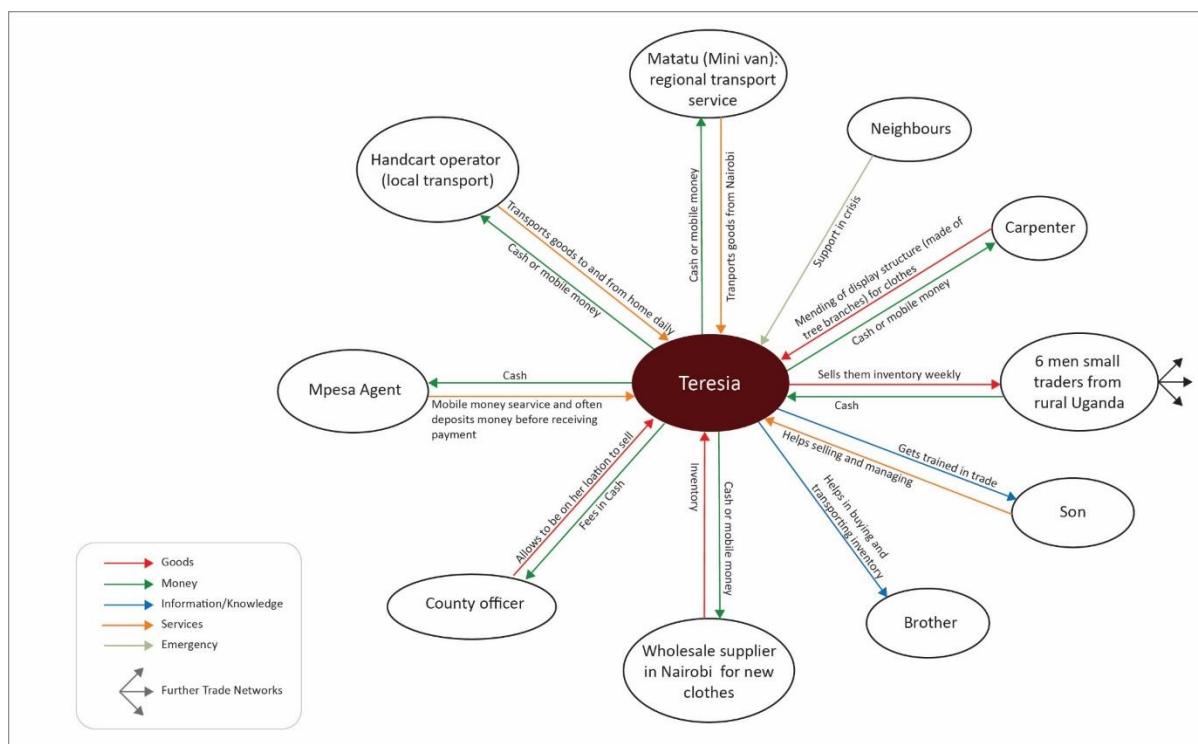 Matatu (Mini van):
regional transport
service
Neighbours
Handcart operator
(local transport)
Carpenter
Transports goods to and from home daily
Cash or mobile money
Cash or mobile money
Tranports goods from Nairobi
Support in crisis
Mending of display structure (made of
tree branches) for clothes
Cash or mobile money
Teresia
Mpesa Agent
Cash
Mobile money searvice and often
deposits money before receiving
payment
Sells them inventory weekly
Cash
6 men small
traders from
rural Uganda
Gets trained in trade
Helps selling and managing
Son
Allows to be on her loation to sell
Fees in Cash
Inventory
Cash or mobile money
Helps in buying and
transporting inventory
County officer
Wholesale supplier
in Nairobi for new
clothes
Brother
Goods
Money
Information/Knowledge
Services
Emergency
Further Trade Networks